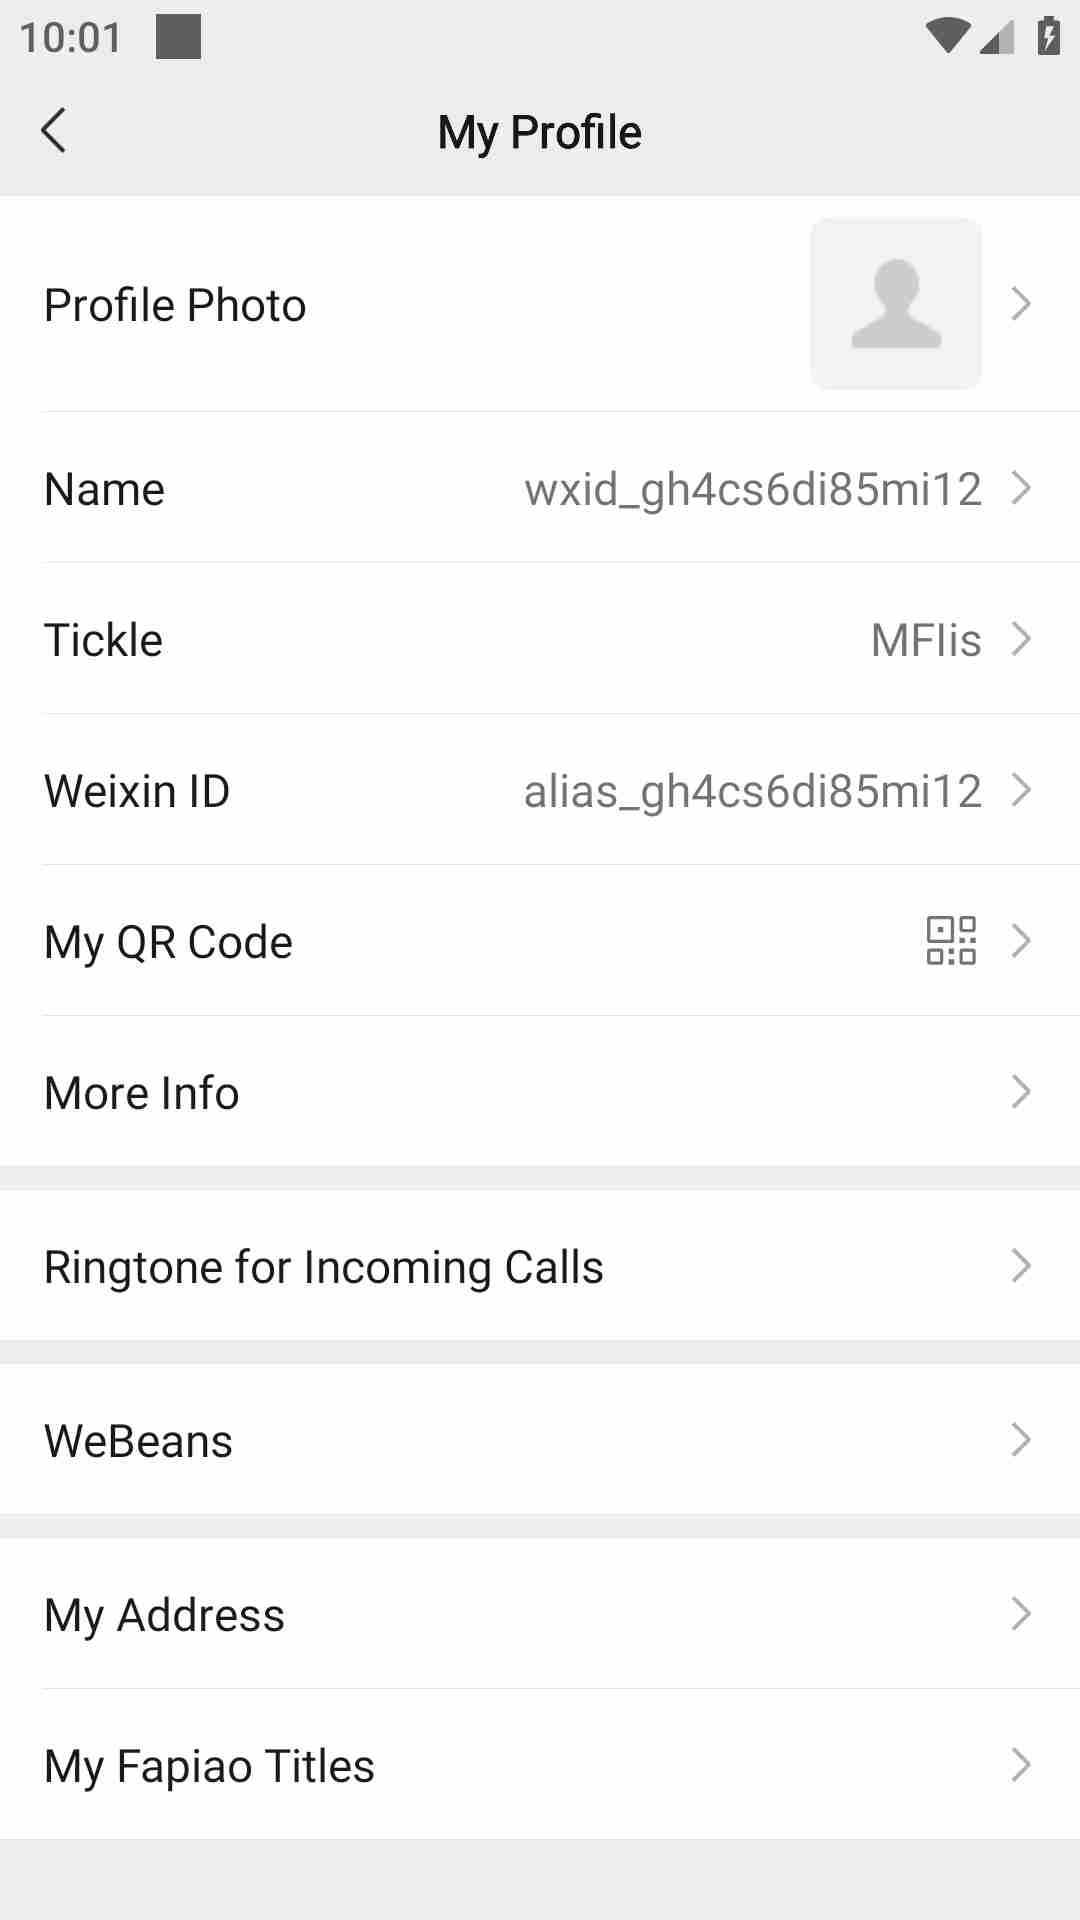 10:01
My Profile
Profile Photo
Name wxid_gh4cs6di85mi12
Tickle MFIis
Weixin ID alias_gh4cs6di85mi12
My QR Code
More Info
Ringtone for Incoming Calls
WeBeans
My Address
My Fapiao Titles